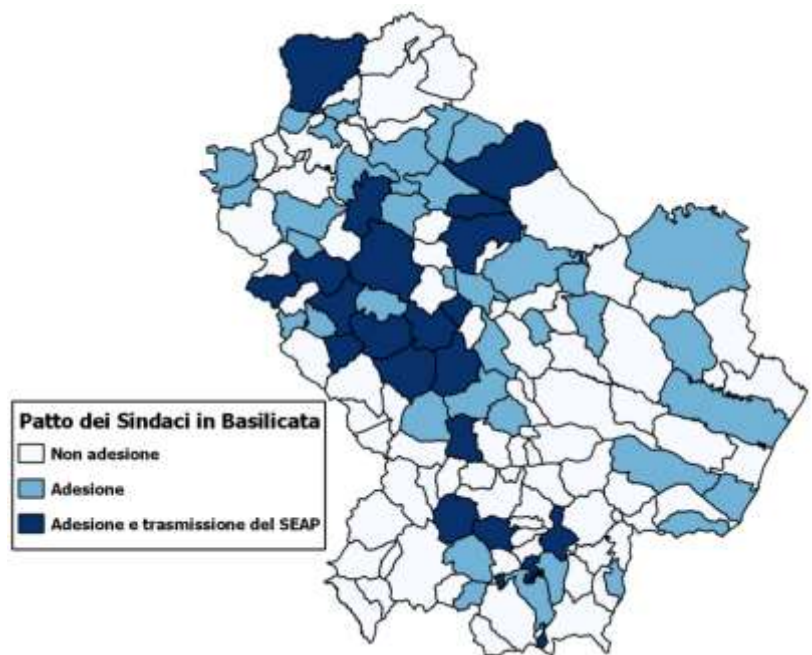 Patto dei Sindaci in Basilicata
Non adesione
Adesione
Adesione e trasmissione del SEAP